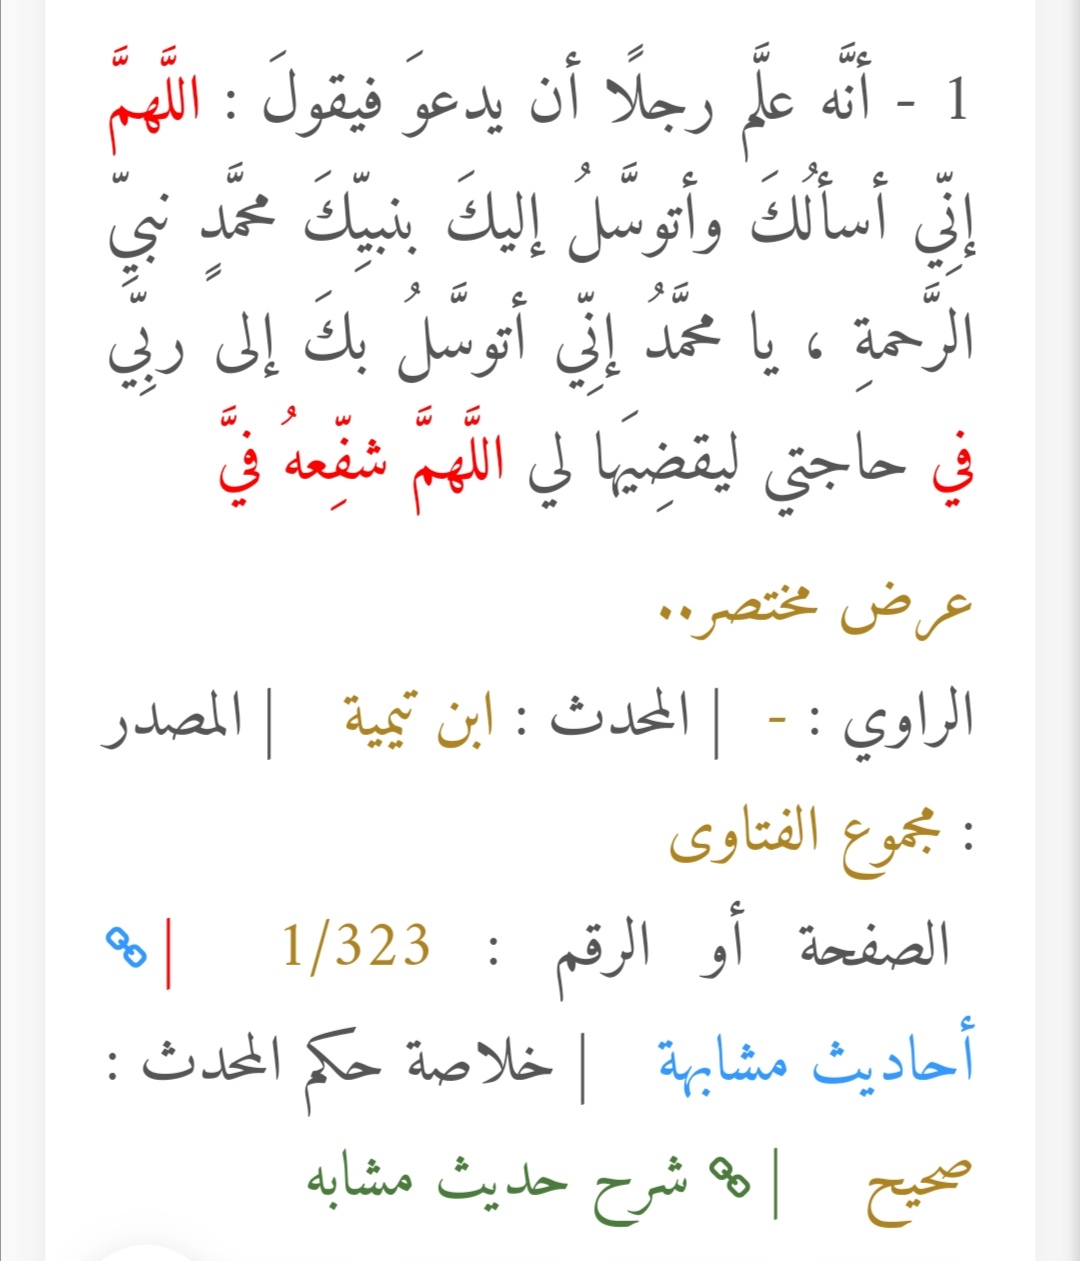 1 - أنَّه علَّم رجلًا أن يدعوَ فيقولَ : اللَّهمَّ
إنِّي أسألُكَ وأتوسَّلُ إليكَ بنبيِّكَ محمَّدٍ نبيِّ
الرَّحمةِ ، يا محمَّدُ إنِّي أتوسَّلُ بكَ إلى ربِّي
في حاجتي ليقضِيَها لي اللَّهمَّ شفِّعهُ فيَّ
عرض مختصر..
الراوي : - | المحدث : ابن تيمية | المصدر
: مجموع الفتاوى
الصفحة أو الرقم : 1/323 |
أحاديث مشابهة | خلاصة حكم المحدث :
صحيح | شرح حديث مشابه